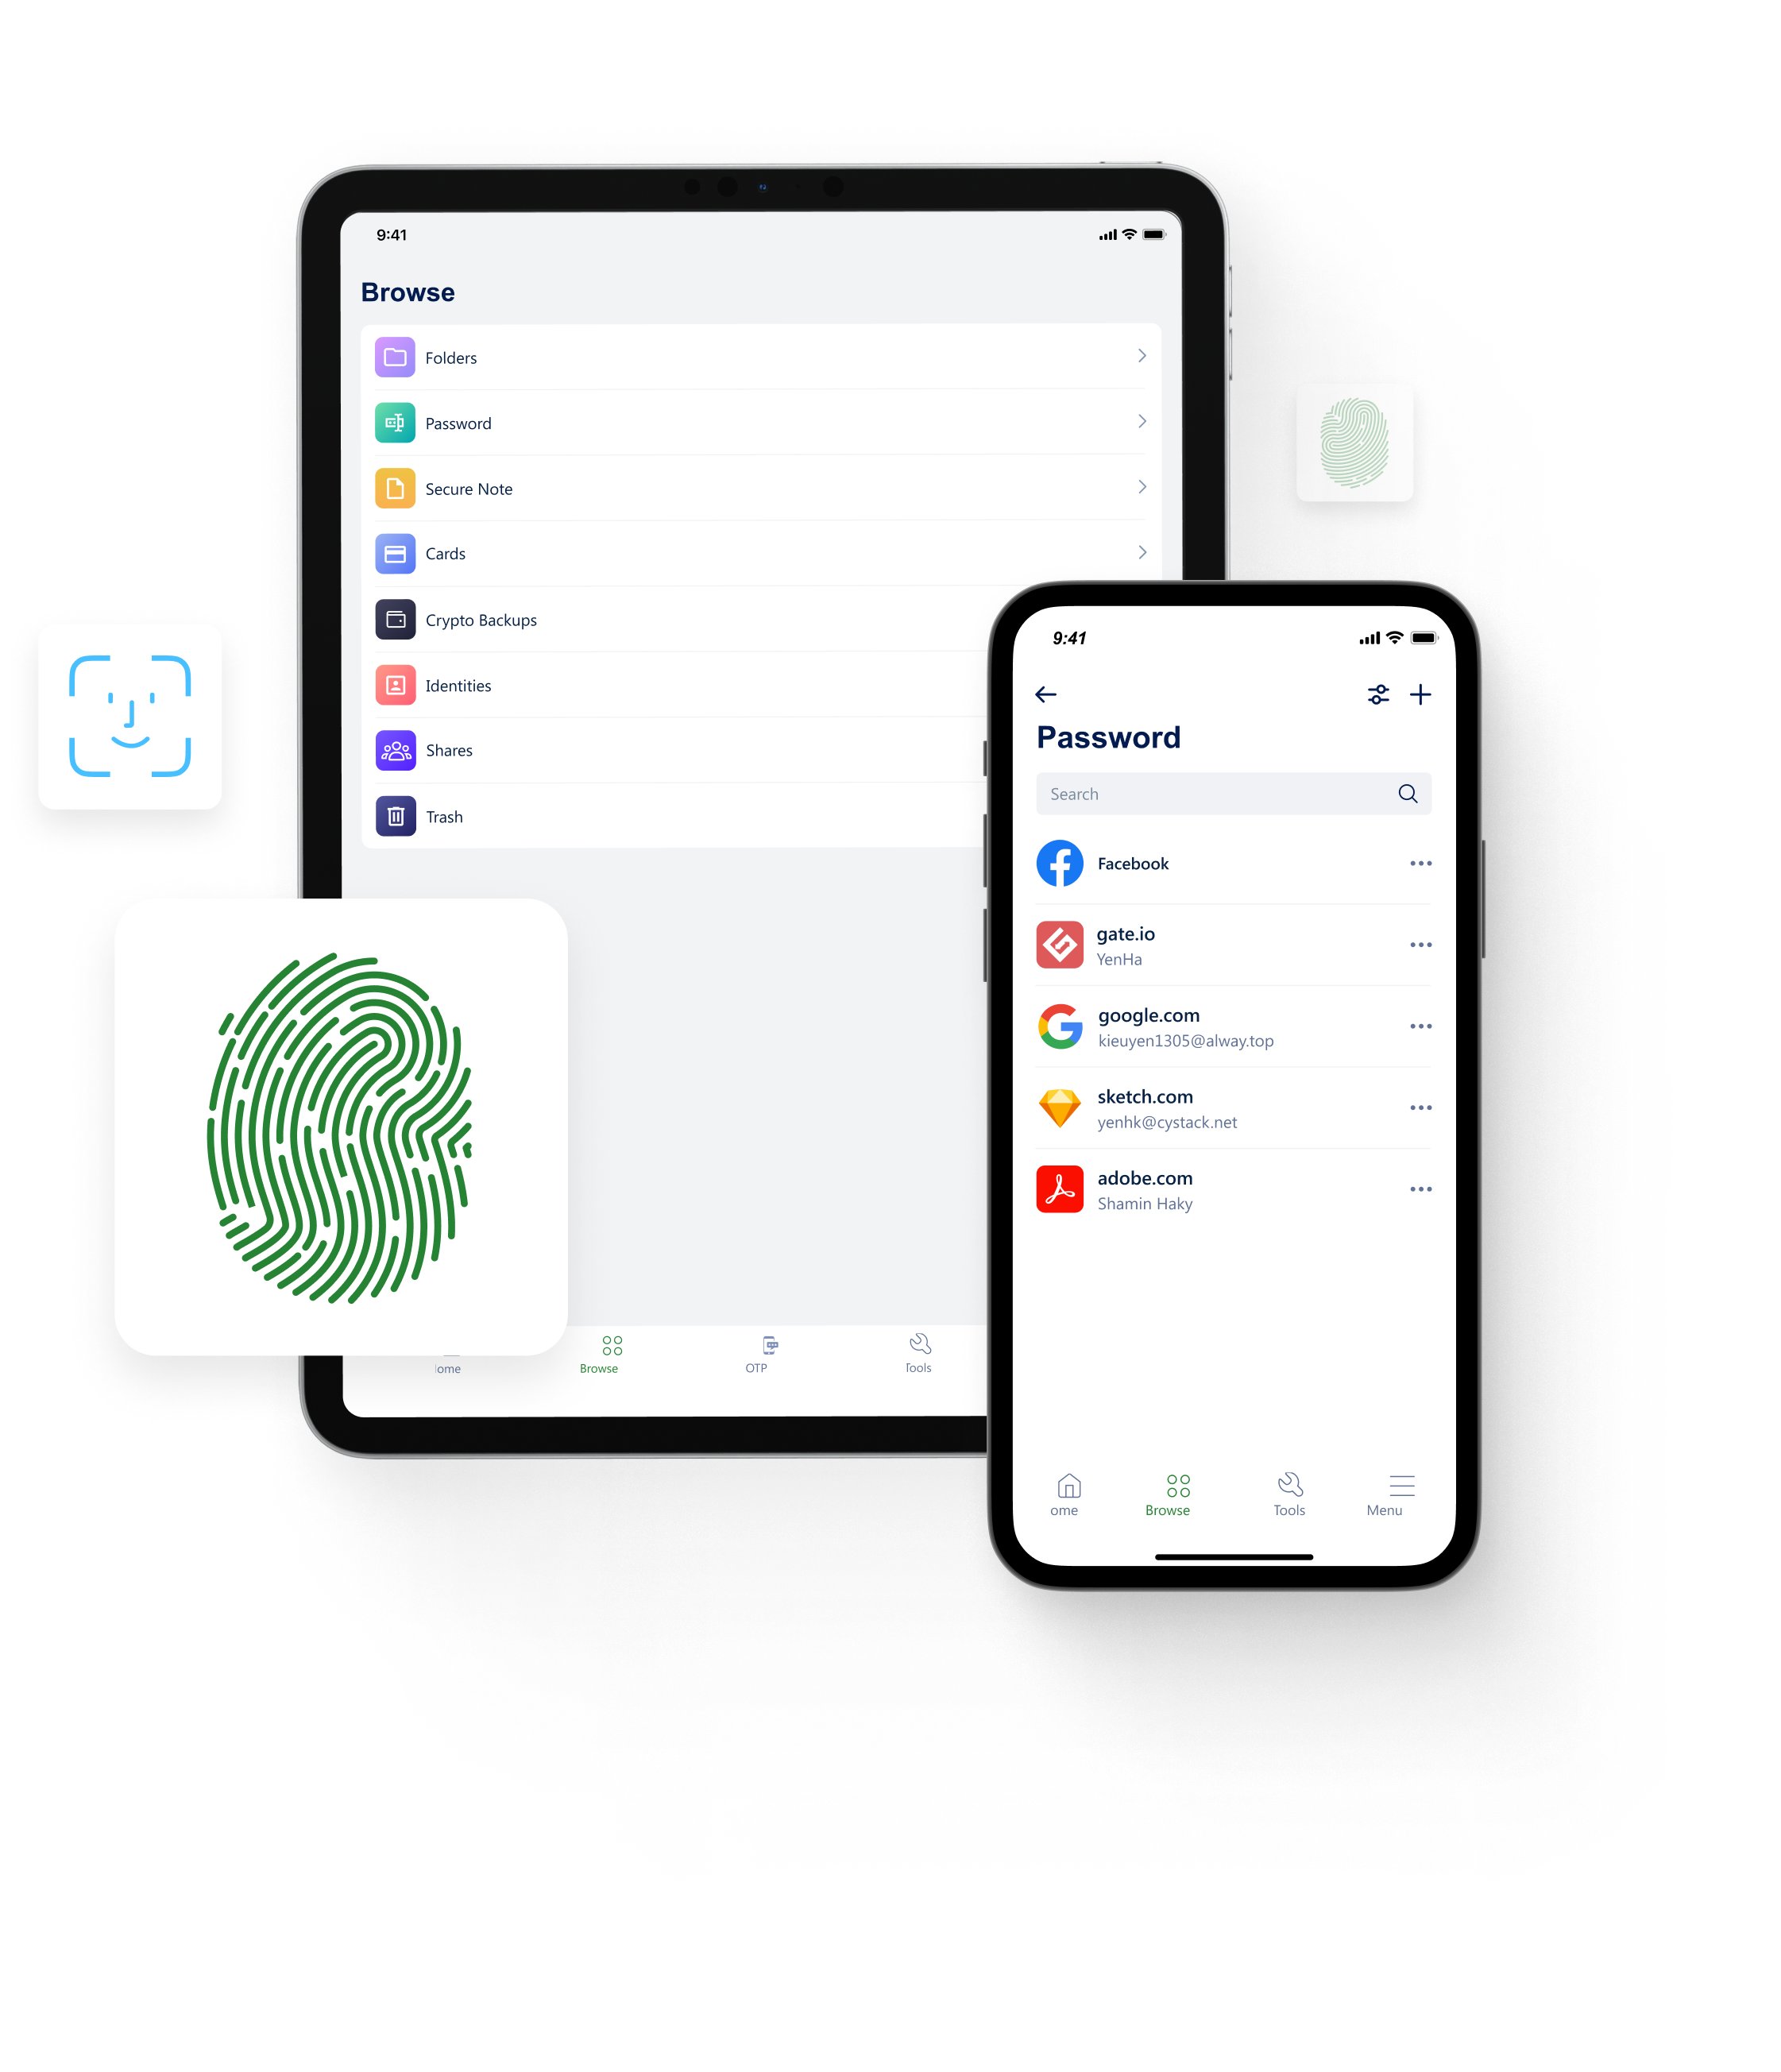 9:41
Browse
Folders
Password
Secure Note
Cards
Crypto Backups
Identities
Shares
Trash
ome
Browse
OTP
Tools
9:41
Password
Search
Facebook
gate.io
YenHa
google.com
kieuyen1305@alway.top
sketch.com
yenhk@cystack.net
adobe.com
Shamin Haky
ome
Browse
Tools
Menu